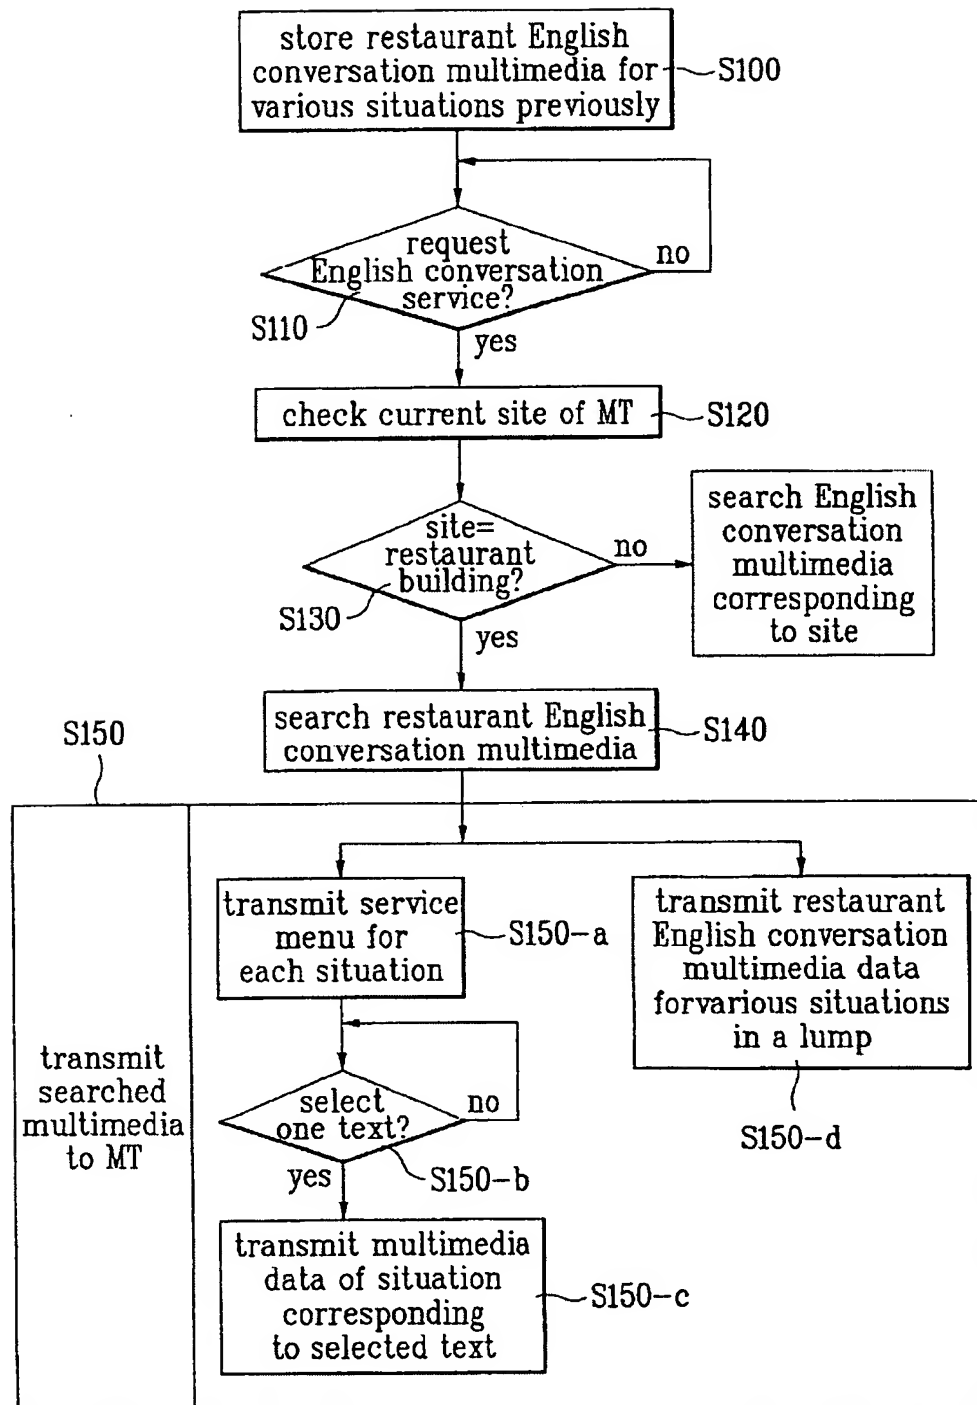 store restaurant English
conversation multimedia for
various situations previously
S100
request
English conversation
service?
no
S110
yes
check current site of MT
S120
site=
restaurant
building?
no
S130
yes
search English
conversation
multimedia
corresponding
to site
search restaurant English
conversation multimedia
S140
S150
transmit
searched
multimedia
to MT
transmit service
menu for
each situation
S150-a
select
one text?
no
S150-b
yes
transmit multimedia
data of situation
corresponding
to selected text
S150-c
transmit restaurant
English conversation
multimedia data
forvarious situations
in a lump
S150-d